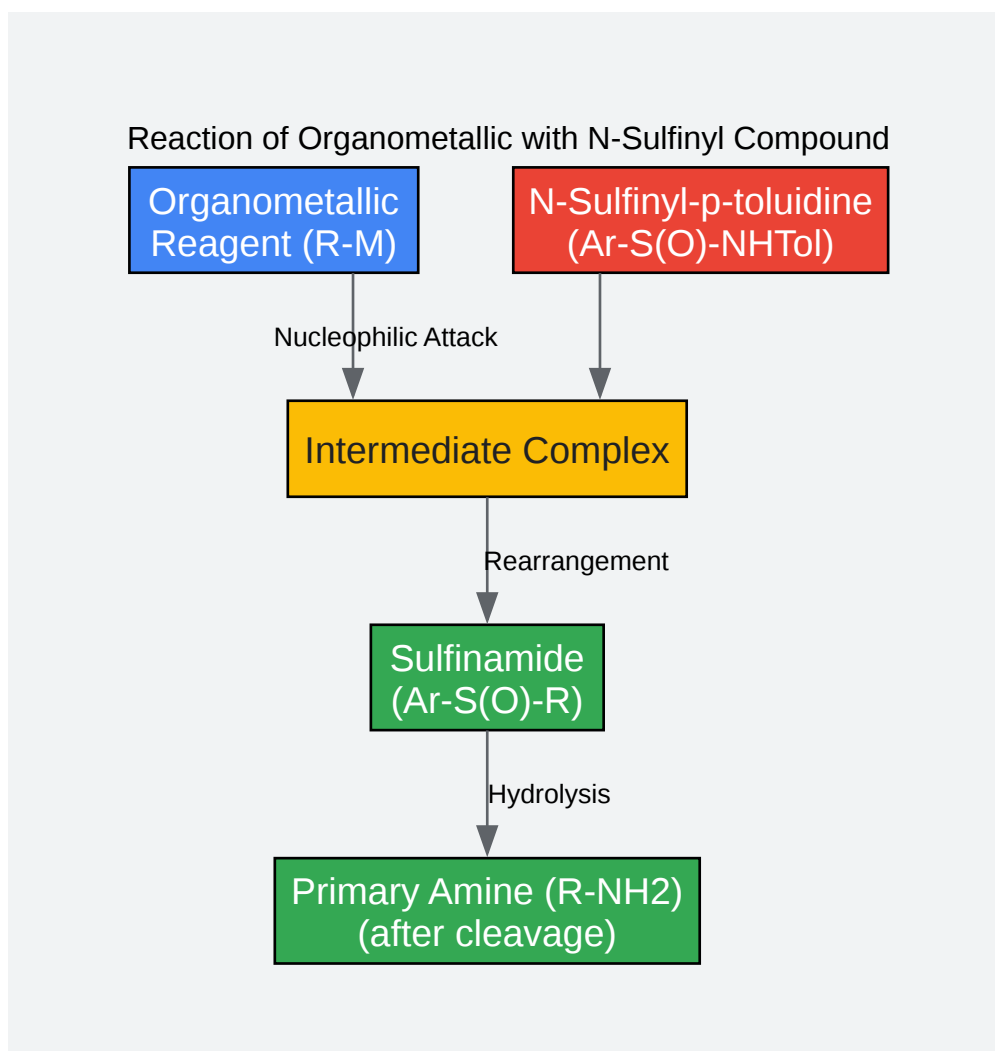 Reaction of Organometallic with N-Sulfinyl Compound
Organometallic
Reagent (R-M)
N-Sulfinyl-p-toluidine
(Ar-S(O)-NHTol)
Nucleophilic Attack
Intermediate Complex
Rearrangement
Sulfinamide
(Ar-S(O)-R)
Hydrolysis
Primary Amine (R-NH2)
(after cleavage)